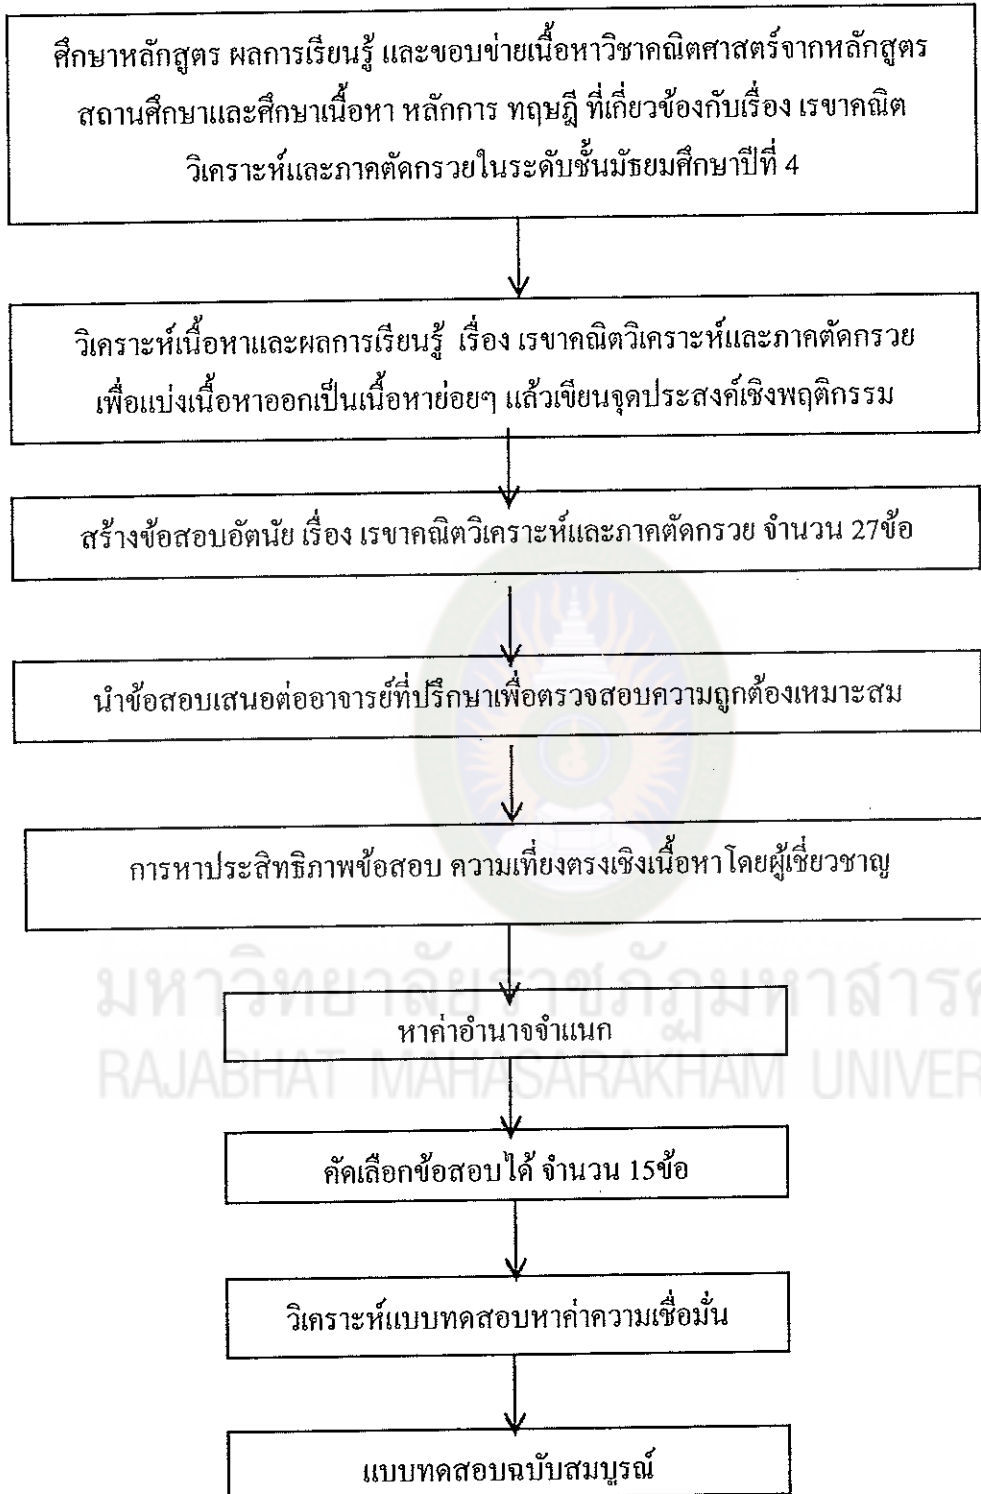 ศึกษาหลักสูตร ผลการเรียนรู้ และขอบข่ายเนื้อหาวิชาคณิตศาสตร์จากหลักสูตร
สถานศึกษาและศึกษาเนื้อหา หลักการ ทฤษฎี ที่เกี่ยวข้องกับเรื่อง เรขาคณิต
วิเคราะห์และภาคตัดกรวยในระดับชั้นมัธยมศึกษาปีที่ 4
วิเคราะห์เนื้อหาและผลการเรียนรู้ เรื่อง เรขาคณิตวิเคราะห์และภาคตัดกรวย
เพื่อแบ่งเนื้อหาออกเป็นเนื้อหาย่อยๆ แล้วเขียนจุดประสงค์เชิงพฤติกรรม
สร้างข้อสอบอัตนัย เรื่อง เรขาคณิตวิเคราะห์และภาคตัดกรวย จำนวน 27ข้อ
นำข้อสอบเสนอต่ออาจารย์ที่ปรึกษาเพื่อตรวจสอบความถูกต้องเหมาะสม
การหาประสิทธิภาพข้อสอบ ความเที่ยงตรงเชิงเนื้อหาโดยผู้เชี่ยวชาญ
มหาวิทยาลัยราชภัฏมหาสารค
หาค่าอำนาจจำแนก
RAJABHAT MAHASARAKHAM UNIVER
คัดเลือกข้อสอบได้ จำนวน 15ข้อ
วิเคราะห์แบบทดสอบหาค่าความเชื่อมั่น
แบบทดสอบฉบับสมบูรณ์